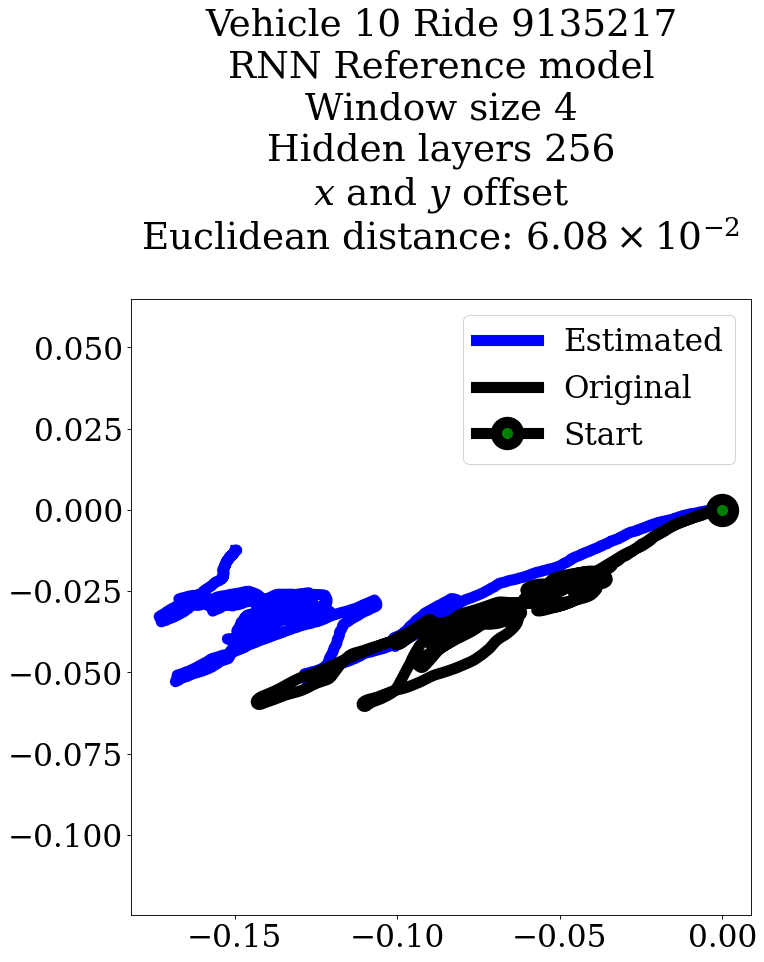 Vehicle 10 Ride 9135217
RNN Reference model
Window size 4
Hidden layers 256
x and y offset
Euclidean distance: 6.08 × 10⁻²
Estimated
Original
Start
0.050
0.025
0.000
−0.025
−0.050
−0.075
−0.100
−0.15 −0.10 −0.05 0.00